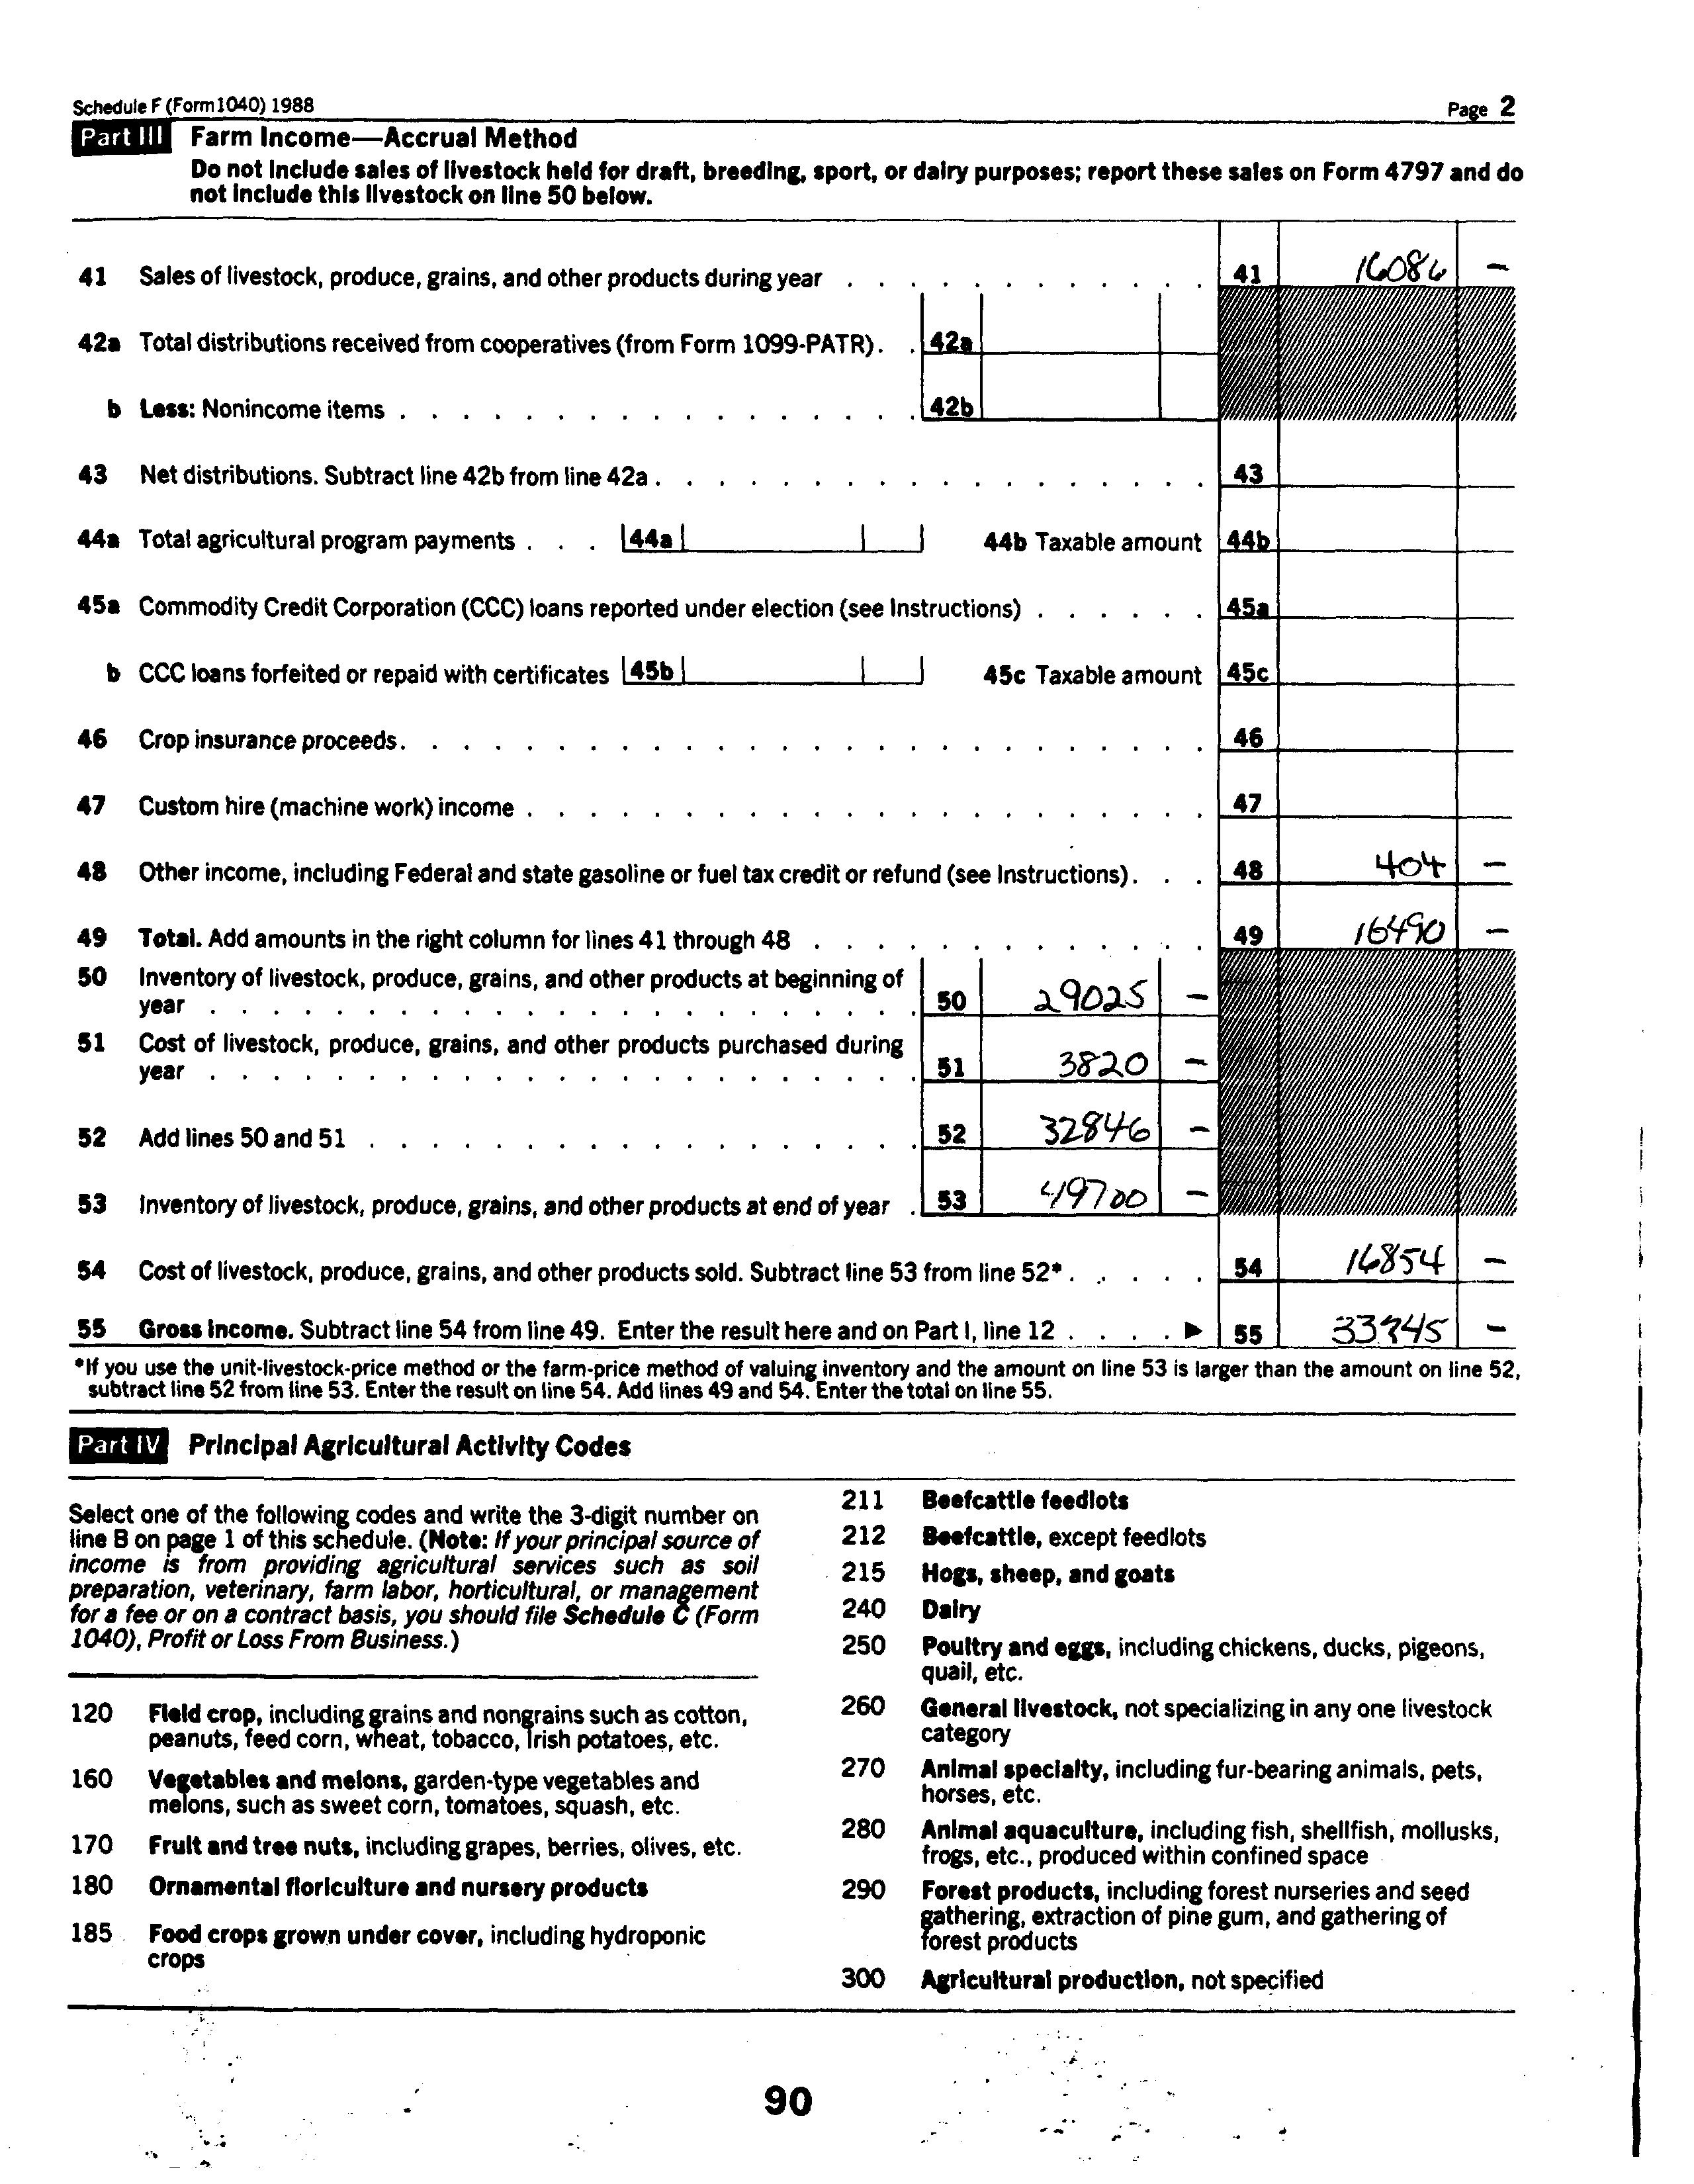 Schedule F (Form 1040) 1988 Page 2
Part III Farm Income—Accrual Method
Do not include sales of livestock held for draft, breeding, sport, or dairy purposes; report these sales on Form 4797 and do
not include this livestock on line 50 below.
41 Sales of livestock, produce, grains, and other products during year . . . . . . . . . . . . 41 16086 –
42a Total distributions received from cooperatives (from Form 1099-PATR) . . 42a
b Less: Nonincome items . . . . . . . . . . . . . . . . . 42b
43 Net distributions. Subtract line 42b from line 42a . . . . . . . . . . . . . . . . . . 43
44a Total agricultural program payments . . . 44a 44b Taxable amount 44b
45a Commodity Credit Corporation (CCC) loans reported under election (see Instructions) . . . . . . 45a
b CCC loans forfeited or repaid with certificates 45b 45c Taxable amount 45c
46 Crop insurance proceeds . . . . . . . . . . . . . . . . . . . . . . . . . . 46
47 Custom hire (machine work) income . . . . . . . . . . . . . . . . . . . . . . 47
48 Other income, including Federal and state gasoline or fuel tax credit or refund (see Instructions) . . . 48 404 –
49 Total. Add amounts in the right column for lines 41 through 48 . . . . . . . . . . . . . 49 16490 –
50 Inventory of livestock, produce, grains, and other products at beginning of
year . . . . . . . . . . . . . . . . . . . . . . . 50 29025 –
51 Cost of livestock, produce, grains, and other products purchased during
year . . . . . . . . . . . . . . . . . . . . . . . 51 3820 –
52 Add lines 50 and 51 . . . . . . . . . . . . . . . . . . 52 32846 –
53 Inventory of livestock, produce, grains, and other products at end of year . 53 49700 –
54 Cost of livestock, produce, grains, and other products sold. Subtract line 53 from line 52* . . . . . 54 16854 –
55 Gross income. Subtract line 54 from line 49. Enter the result here and on Part I, line 12 . . . . ▶ 55 –
*If you use the unit-livestock-price method or the farm-price method of valuing inventory and the amount on line 53 is larger than the amount on line 52,
subtract line 52 from line 53. Enter the result on line 54. Add lines 49 and 54. Enter the total on line 55.
Part IV Principal Agricultural Activity Codes
Select one of the following codes and write the 3-digit number on
line B on page 1 of this schedule. (Note: If your principal source of
income is from providing agricultural services such as soil
preparation, veterinary, farm labor, horticultural, or management
for a fee or on a contract basis, you should file Schedule C (Form
1040), Profit or Loss From Business.)
120 Field crop, including grains and nongrains such as cotton,
peanuts, feed corn, wheat, tobacco, Irish potatoes, etc.
160 Vegetables and melons, garden-type vegetables and
melons, such as sweet corn, tomatoes, squash, etc.
170 Fruit and tree nuts, including grapes, berries, olives, etc.
180 Ornamental floriculture and nursery products
185 Food crops grown under cover, including hydroponic
crops
211 Beefcattle feedlots
212 Beefcattle, except feedlots
215 Hogs, sheep, and goats
240 Dairy
250 Poultry and eggs, including chickens, ducks, pigeons,
quail, etc.
260 General livestock, not specializing in any one livestock
category
270 Animal specialty, including fur-bearing animals, pets,
horses, etc.
280 Animal aquaculture, including fish, shellfish, mollusks,
frogs, etc., produced within confined space
290 Forest products, including forest nurseries and seed
gathering, extraction of pine gum, and gathering of
forest products
300 Agricultural production, not specified
90